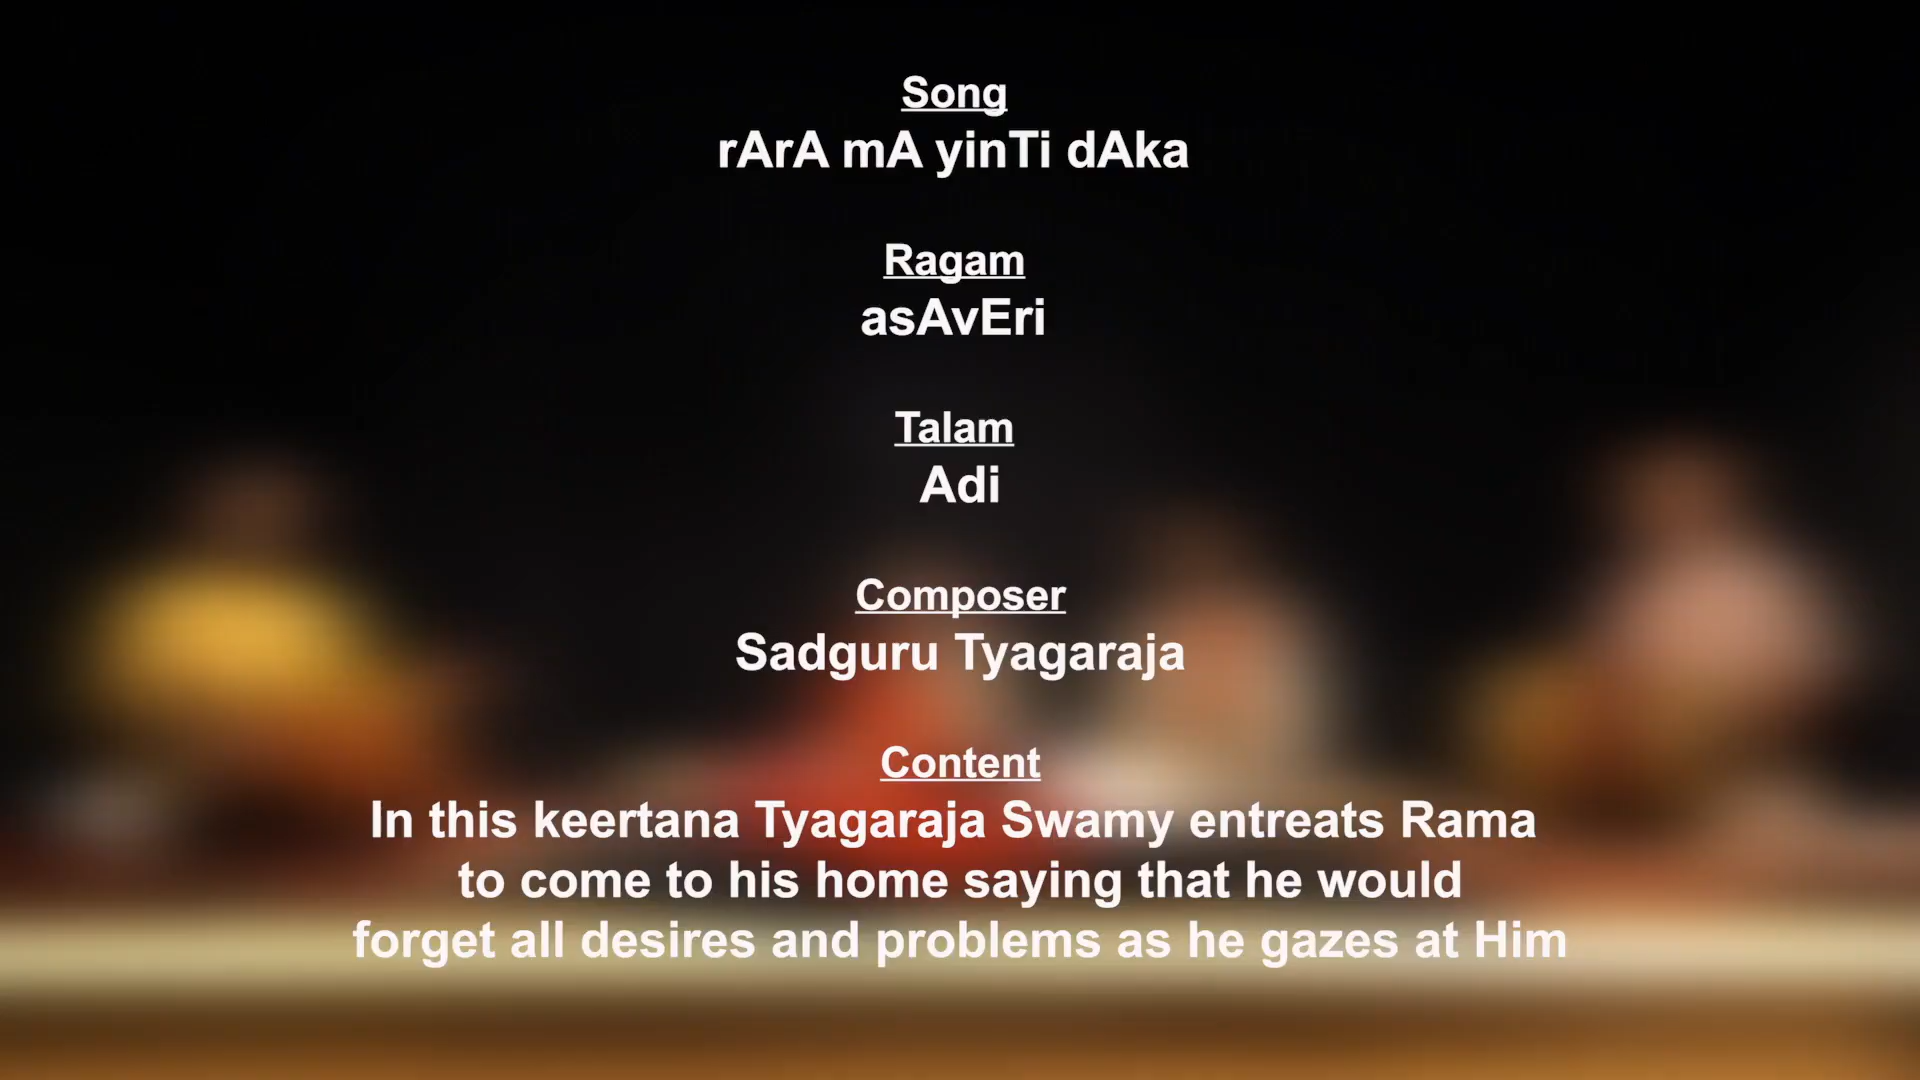 Song
rArA mA yinTi dAka
Ragam
asAvEri
Talam
Adi
Composer
Sadguru Tyagaraja
Content
In this keertana Tyagaraja Swamy entreats Rama
to come to his home saying that he would
forget all desires and problems as he gazes at Him